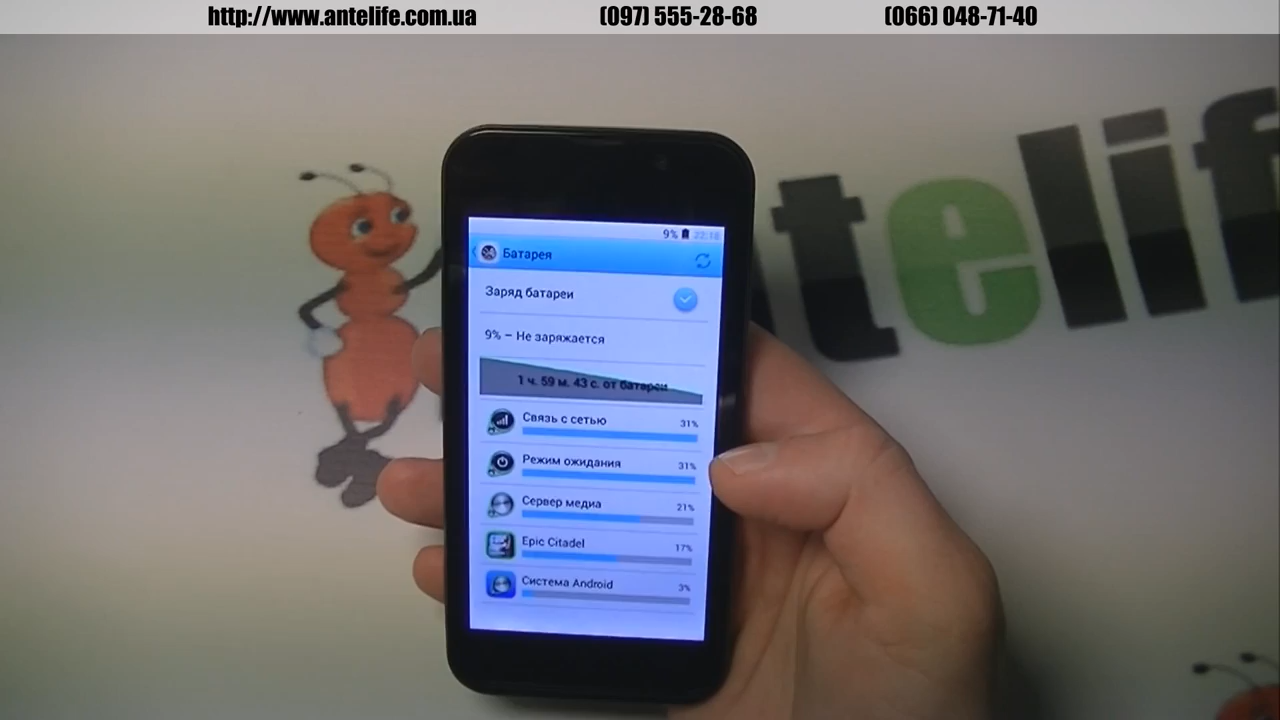 http://www.antelife.com.ua (097) 555-28-68 (066) 048-71-40
telif
9% 22:18
Батарея
Заряд батареи
9% – Не заряжается
1 ч. 59 м. 43 с. от батареи
Связь с сетью 31%
Режим ожидания 31%
Сервер медиа 21%
Epic Citadel 17%
Система Android 3%